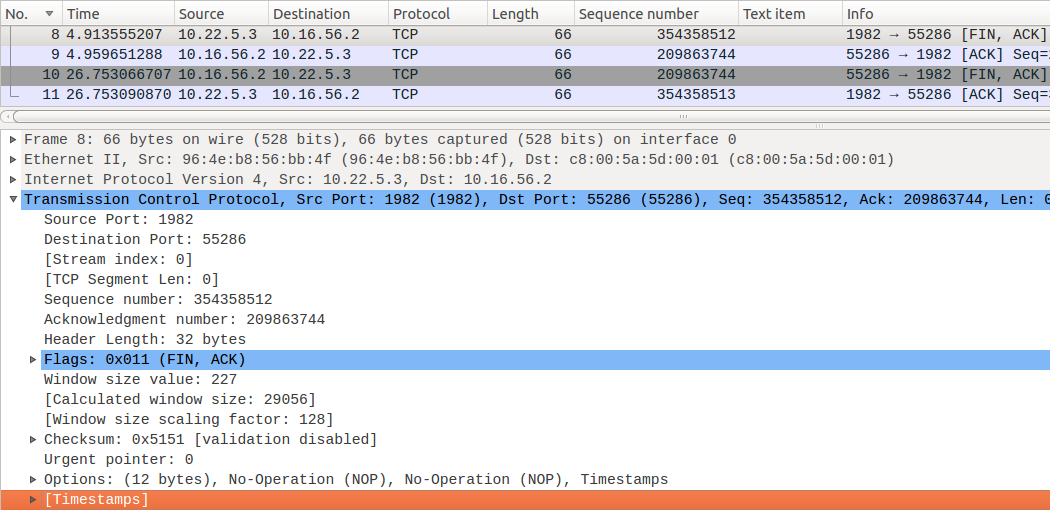 No. Time Source Destination Protocol Length Sequence number Text item Info
8 4.913555207 10.22.5.3 10.16.56.2 TCP 66 354358512 1982 → 55286 [FIN, ACK]
9 4.959651288 10.16.56.2 10.22.5.3 TCP 66 209863744 55286 → 1982 [ACK] Seq=
10 26.753066707 10.16.56.2 10.22.5.3 TCP 66 209863744 55286 → 1982 [FIN, ACK]
11 26.753090870 10.22.5.3 10.16.56.2 TCP 66 354358513 1982 → 55286 [ACK] Seq=
Frame 8: 66 bytes on wire (528 bits), 66 bytes captured (528 bits) on interface 0
Ethernet II, Src: 96:4e:b8:56:bb:4f (96:4e:b8:56:bb:4f), Dst: c8:00:5a:5d:00:01 (c8:00:5a:5d:00:01)
Internet Protocol Version 4, Src: 10.22.5.3, Dst: 10.16.56.2
Transmission Control Protocol, Src Port: 1982 (1982), Dst Port: 55286 (55286), Seq: 354358512, Ack: 209863744, Len: 0
Source Port: 1982
Destination Port: 55286
[Stream index: 0]
[TCP Segment Len: 0]
Sequence number: 354358512
Acknowledgment number: 209863744
Header Length: 32 bytes
Flags: 0x011 (FIN, ACK)
Window size value: 227
[Calculated window size: 29056]
[Window size scaling factor: 128]
Checksum: 0x5151 [validation disabled]
Urgent pointer: 0
Options: (12 bytes), No-Operation (NOP), No-Operation (NOP), Timestamps
[Timestamps]